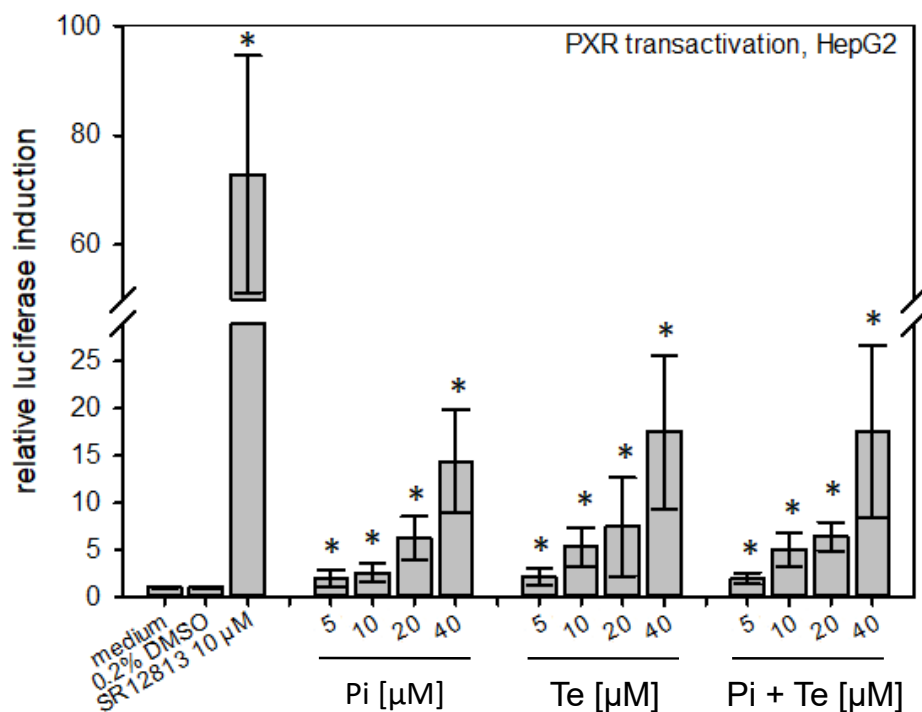 PXR transactivation, HepG2
relative luciferase induction
100
80
60
25
20
15
10
5
0
* * * * * * * * * * * * *
medium
0.2% DMSO
SR12813 10 µM
5 10 20 40 5 10 20 40 5 10 20 40
Pi [µM] Te [µM] Pi + Te [µM]